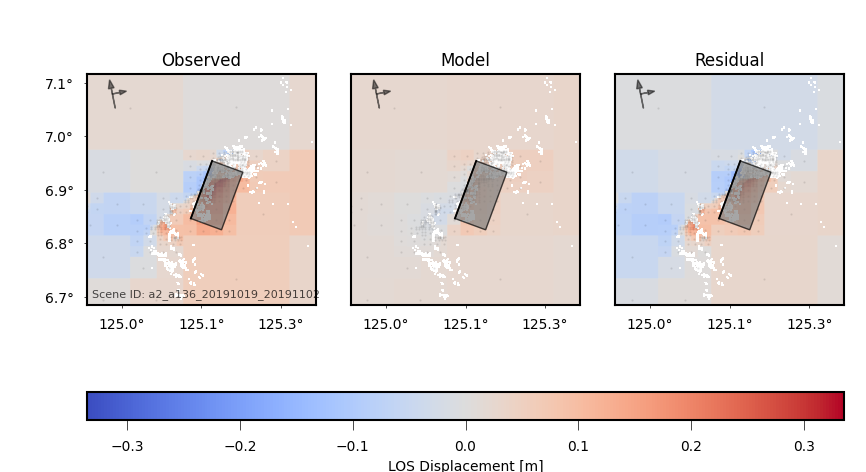 Observed
Model
Residual
7.1°
7.0°
6.9°
6.8°
6.7°
Scene ID: a2_a136_20191019_20191102
125.0° 125.1° 125.3°
125.0° 125.1° 125.3°
125.0° 125.1° 125.3°
−0.3 −0.2 −0.1 0.0 0.1 0.2 0.3
LOS Displacement [m]